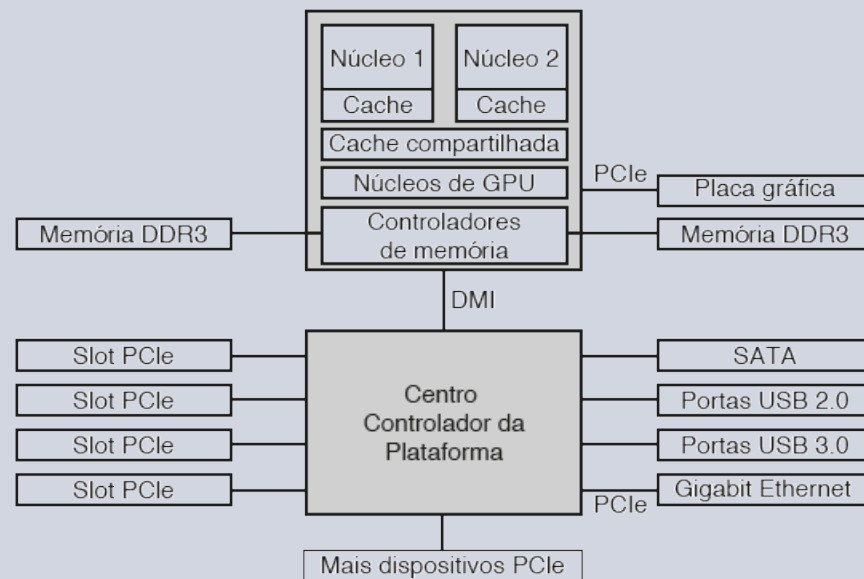 Núcleo 1
Núcleo 2
Cache
Cache
Cache compartilhada
Núcleos de GPU
PCIe
Placa gráfica
Memória DDR3
Controladores
de memória
Memória DDR3
DMI
Slot PCIe
Slot PCIe
Slot PCIe
Slot PCIe
Centro
Controlador da
Plataforma
SATA
Portas USB 2.0
Portas USB 3.0
Gigabit Ethernet
PCIe
Mais dispositivos PCIe